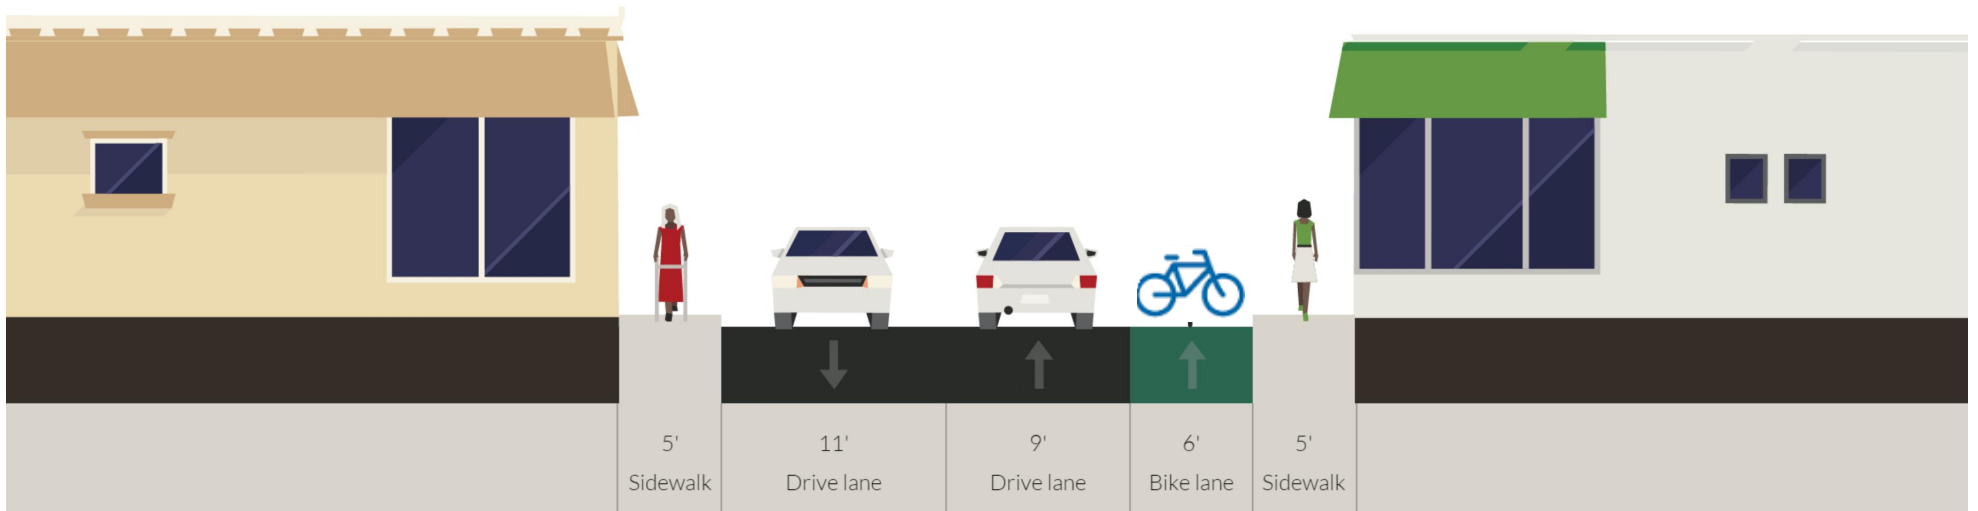 5' 11' 9' 6' 5'
Sidewalk Drive lane Drive lane Bike lane Sidewalk